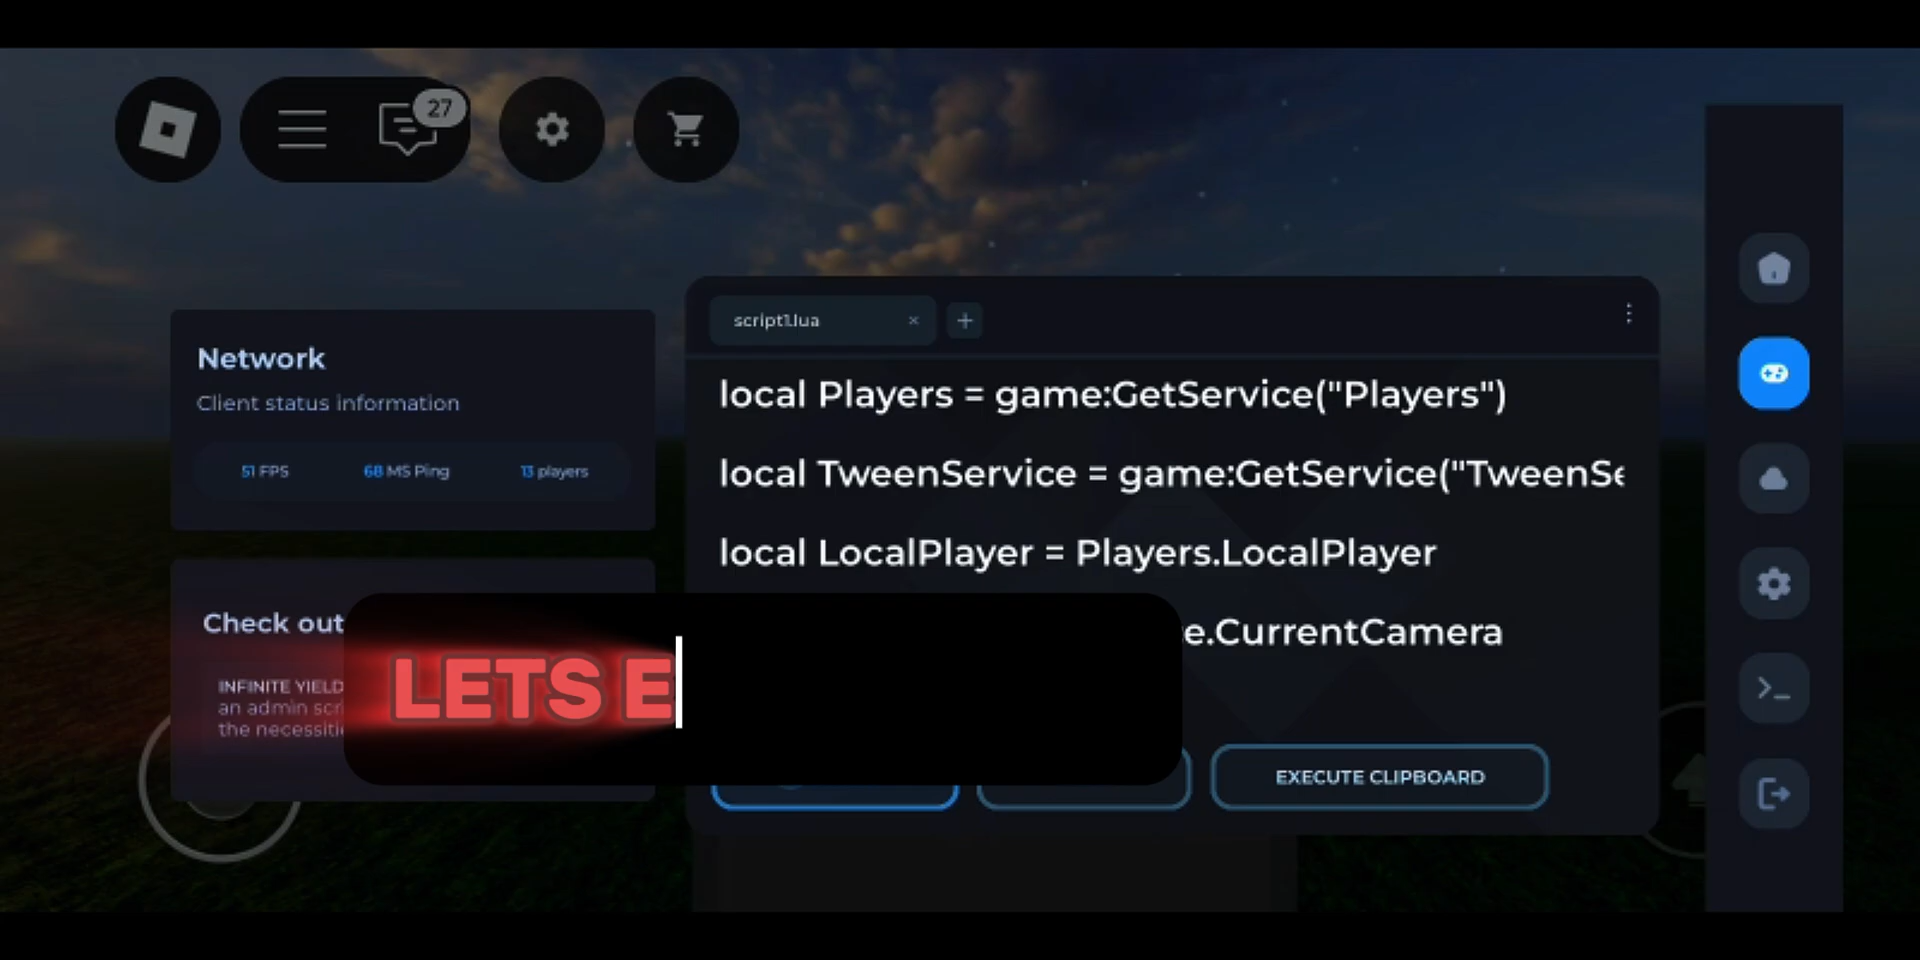 27
Network
Client status information
51 FPS 68 MS Ping 13 players
Check out
INFINITE YIELD
an admin scr
the necessiti
script1.lua × +
local Players = game:GetService("Players")
local TweenService = game:GetService("TweenSe
local LocalPlayer = Players.LocalPlayer
e.CurrentCamera
LETS E
EXECUTE CLIPBOARD